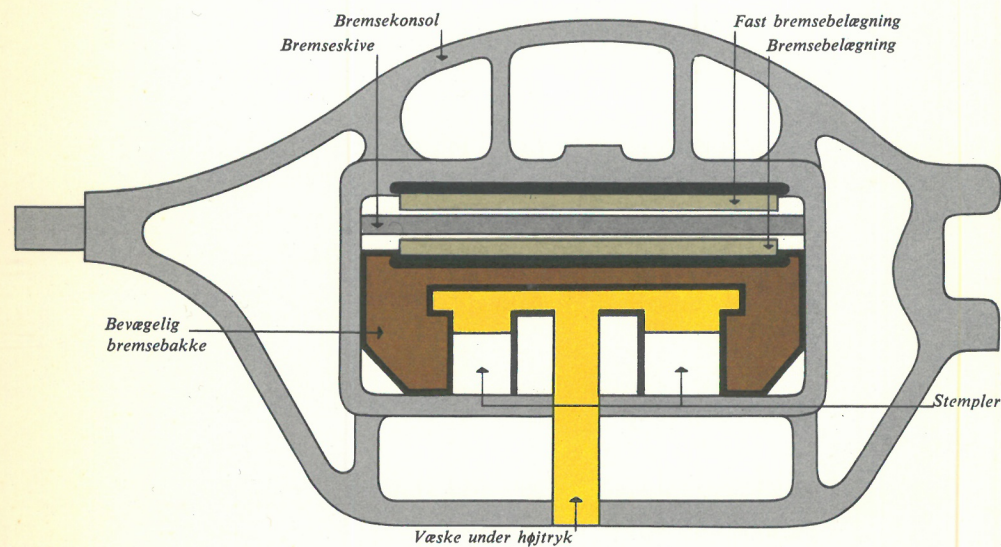 Bremsekonsol
Bremseskive
Fast bremsebelægning
Bremsebelægning
Bevægelig
bremsebakke
Stempler
Væske under højtryk